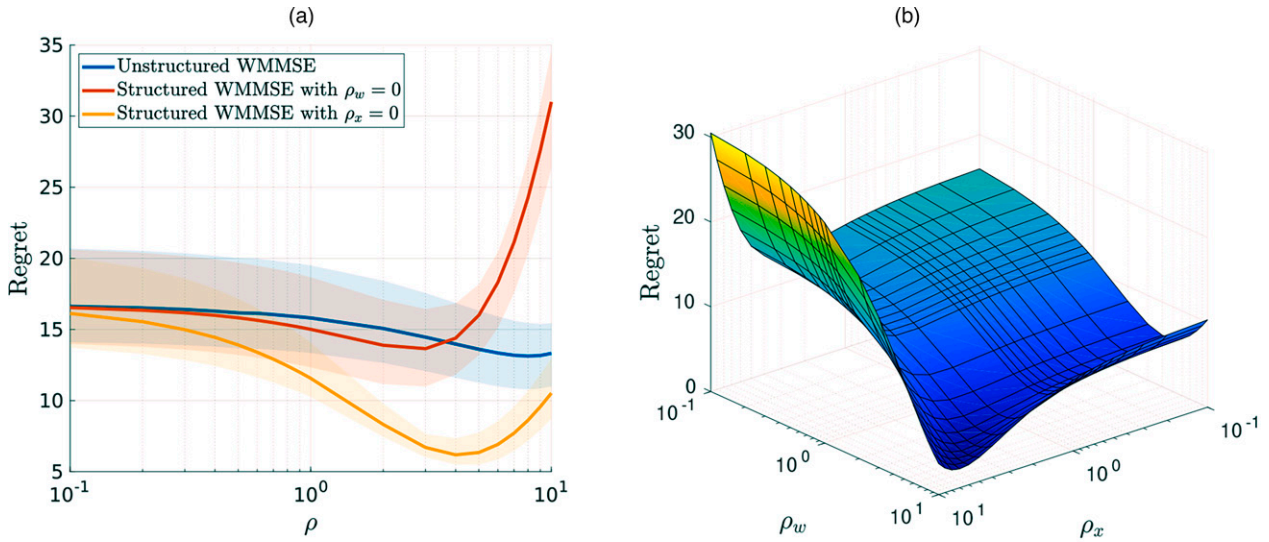 (a)
35
30
25
20
15
10
5
Regret
Unstructured WMMSE
Structured WMMSE with ρ_w = 0
Structured WMMSE with ρ_x = 0
10^-1
10^0
10^1
ρ
(b)
30
20
10
0
Regret
10^-1
10^0
10^1
ρ_w
10^1
10^0
10^-1
ρ_x